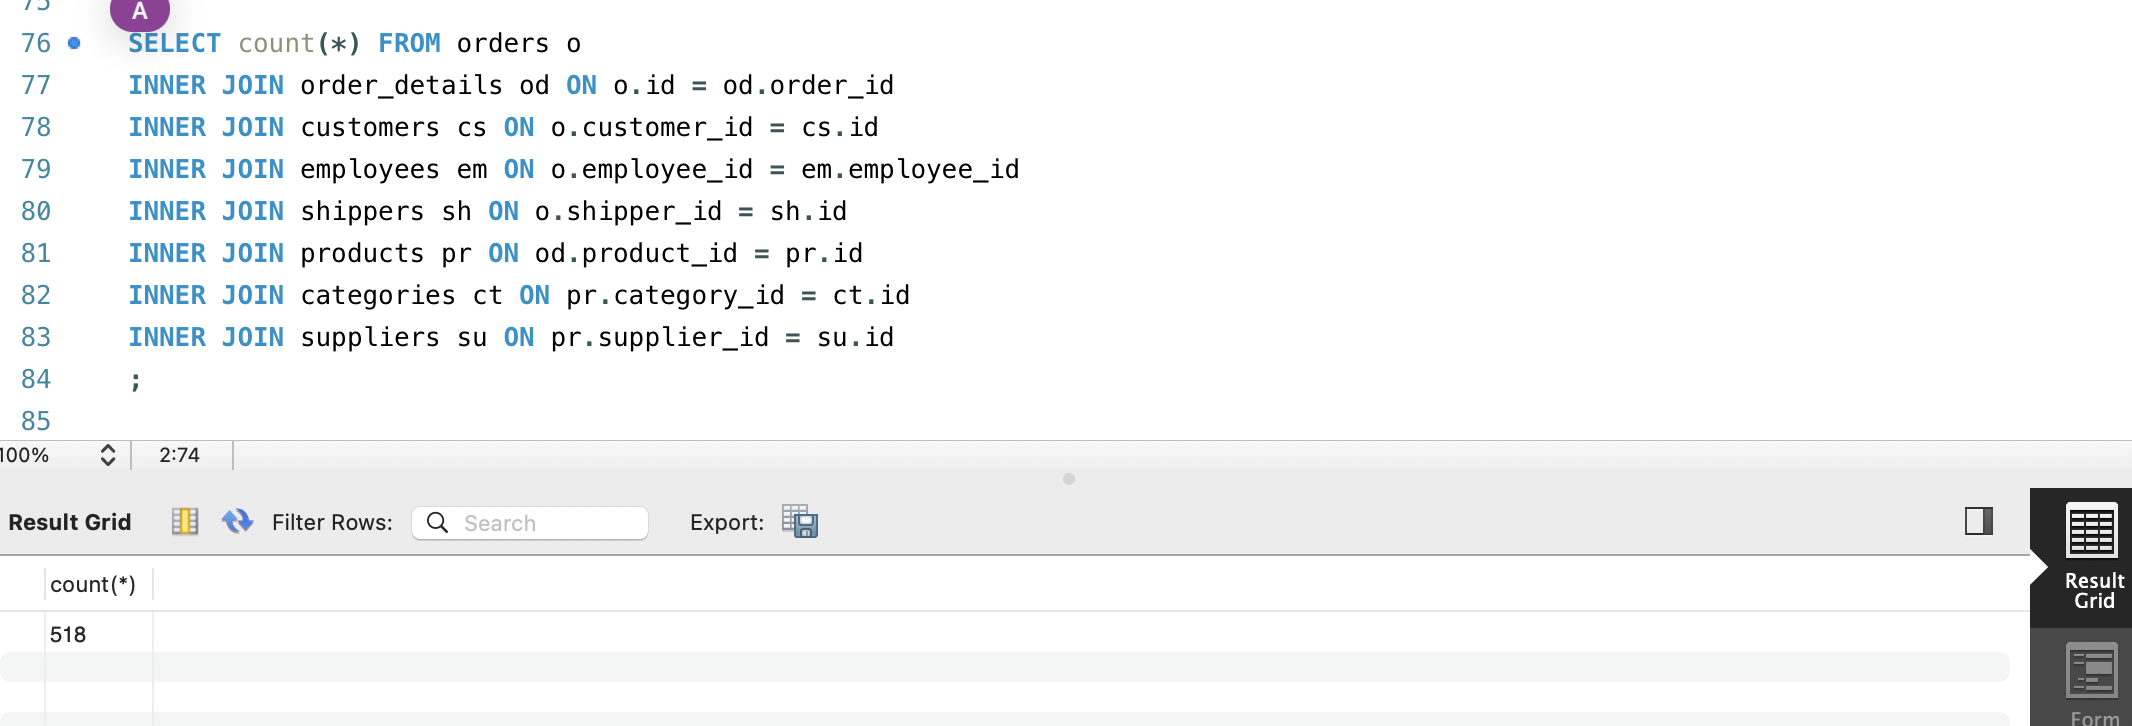 75
A
76 SELECT count(*) FROM orders o
77 INNER JOIN order_details od ON o.id = od.order_id
78 INNER JOIN customers cs ON o.customer_id = cs.id
79 INNER JOIN employees em ON o.employee_id = em.employee_id
80 INNER JOIN shippers sh ON o.shipper_id = sh.id
81 INNER JOIN products pr ON od.product_id = pr.id
82 INNER JOIN categories ct ON pr.category_id = ct.id
83 INNER JOIN suppliers su ON pr.supplier_id = su.id
84 ;
85
100% 2:74
Result Grid Filter Rows: Search Export:
Result
Grid
count(*)
518
Form